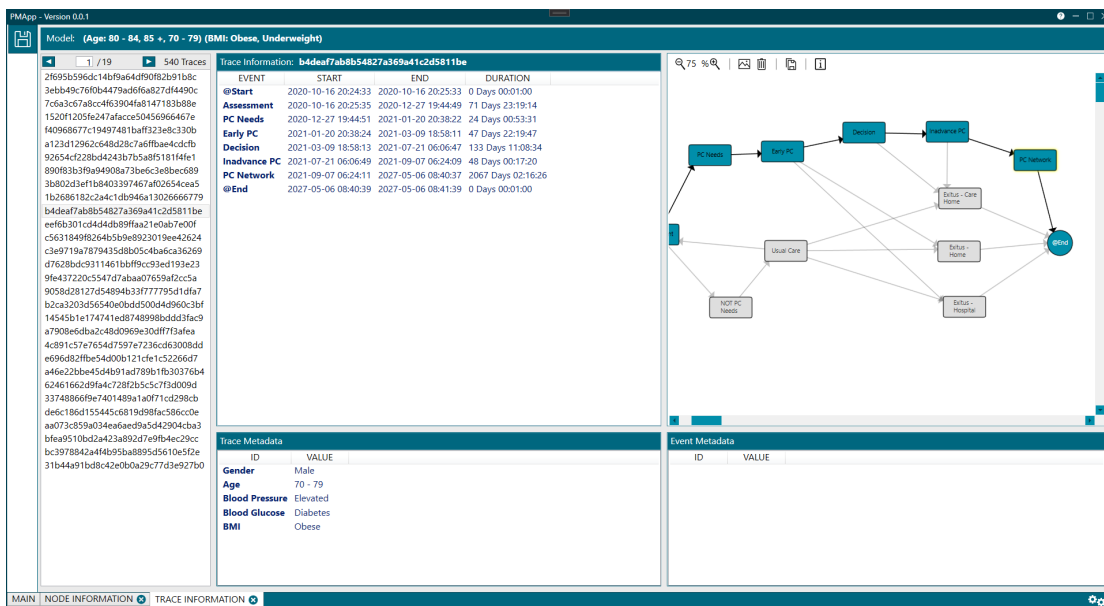 PMApp - Version 0.0.1
Model: (Age: 80 - 84, 85 +, 70 - 79) (BMI: Obese, Underweight)
1 / 19 540 Traces
2f695b596dc14bf9a64df90f82b91b8c
3ebb49c76f0b4479ad6f6a827df4490c
7c6a3c67a8cc4f63904fa8147183b88e
1520f1205fe247afacce50456966467e
f40968677c19497481baff323e8c330b
a123d12962c648d28c7a6ffbae4cdcfb
92654cf228bd4243b7b5a8f5181f4fe1
890f83b3f9a94908a73be6c3e8bec689
3b802d3ef1b8403397467af02654cea5
1b2686182c2a4c1db946a13026666779
b4deaf7ab8b54827a369a41c2d5811be
eef6b301cd4d4db89ffaa21e0ab7e00f
c5631849f8264b5b9e8923019ee42624
c3e9719a7879435d8b05c4ba6ca36269
d7628bdc9311461bbff9cc93ed193e23
9fe437220c5547d7abaa07659af2cc5a
9058d28127d54894b33f777795d1dfa7
b2ca3203d56540e0bdd500d4d960c3bf
14545b1e174741ed8748998bddd3fac9
a7908e6dba2c48d0969e30dff7f3afea
4c891c57e7654d7597e7236cd63008dd
e696d82ffbe54d00b121cfe1c52266d7
a46e22bbe45d4b91ad789b1fb30376b4
62461662d9fa4c728f2b5c5c7f3d009d
33748866f9e7401489a1a0f71cd298cb
de6c186d155445c6819d98fac586cc0e
aa073c859a034ea6aed9a5d42904cba3
bfea9510bd2a423a892d7e9fb4ec29cc
bc3978842a4f4b95ba8895d5610e5f2e
31b44a91bd8c42e0b0a29c77d3e927b0
Trace Information: b4deaf7ab8b54827a369a41c2d5811be
EVENT START END DURATION
@Start 2020-10-16 20:24:33 2020-10-16 20:25:33 0 Days 00:01:00
Assessment 2020-10-16 20:25:35 2020-12-27 19:44:49 71 Days 23:19:14
PC Needs 2020-12-27 19:44:51 2021-01-20 20:38:22 24 Days 00:53:31
Early PC 2021-01-20 20:38:24 2021-03-09 18:58:11 47 Days 22:19:47
Decision 2021-03-09 18:58:13 2021-07-21 06:06:47 133 Days 11:08:34
Inadvance PC 2021-07-21 06:06:49 2021-09-07 06:24:09 48 Days 00:17:20
PC Network 2021-09-07 06:24:11 2027-05-06 08:40:37 2067 Days 02:16:26
@End 2027-05-06 08:40:39 2027-05-06 08:41:39 0 Days 00:01:00
75 %
Decision
Inadvance PC
PC Needs
Early PC
PC Network
Exitus - Care
Home
@End
Usual Care
Exitus -
Home
NOT PC
Needs
Exitus -
Hospital
Trace Metadata
ID VALUE
Gender Male
Age 70 - 79
Blood Pressure Elevated
Blood Glucose Diabetes
BMI Obese
Event Metadata
ID VALUE
MAIN NODE INFORMATION TRACE INFORMATION